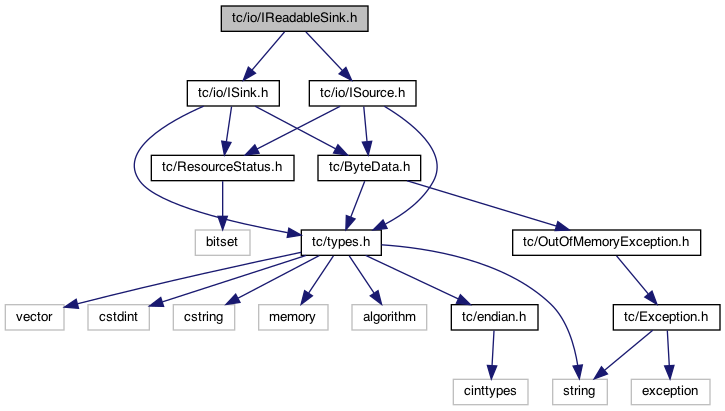 tc/io/IReadableSink.h
tc/io/ISink.h
tc/io/ISource.h
tc/ResourceStatus.h
tc/ByteData.h
bitset
tc/types.h
tc/OutOfMemoryException.h
vector
cstdint
cstring
memory
algorithm
tc/endian.h
tc/Exception.h
cinttypes
string
exception